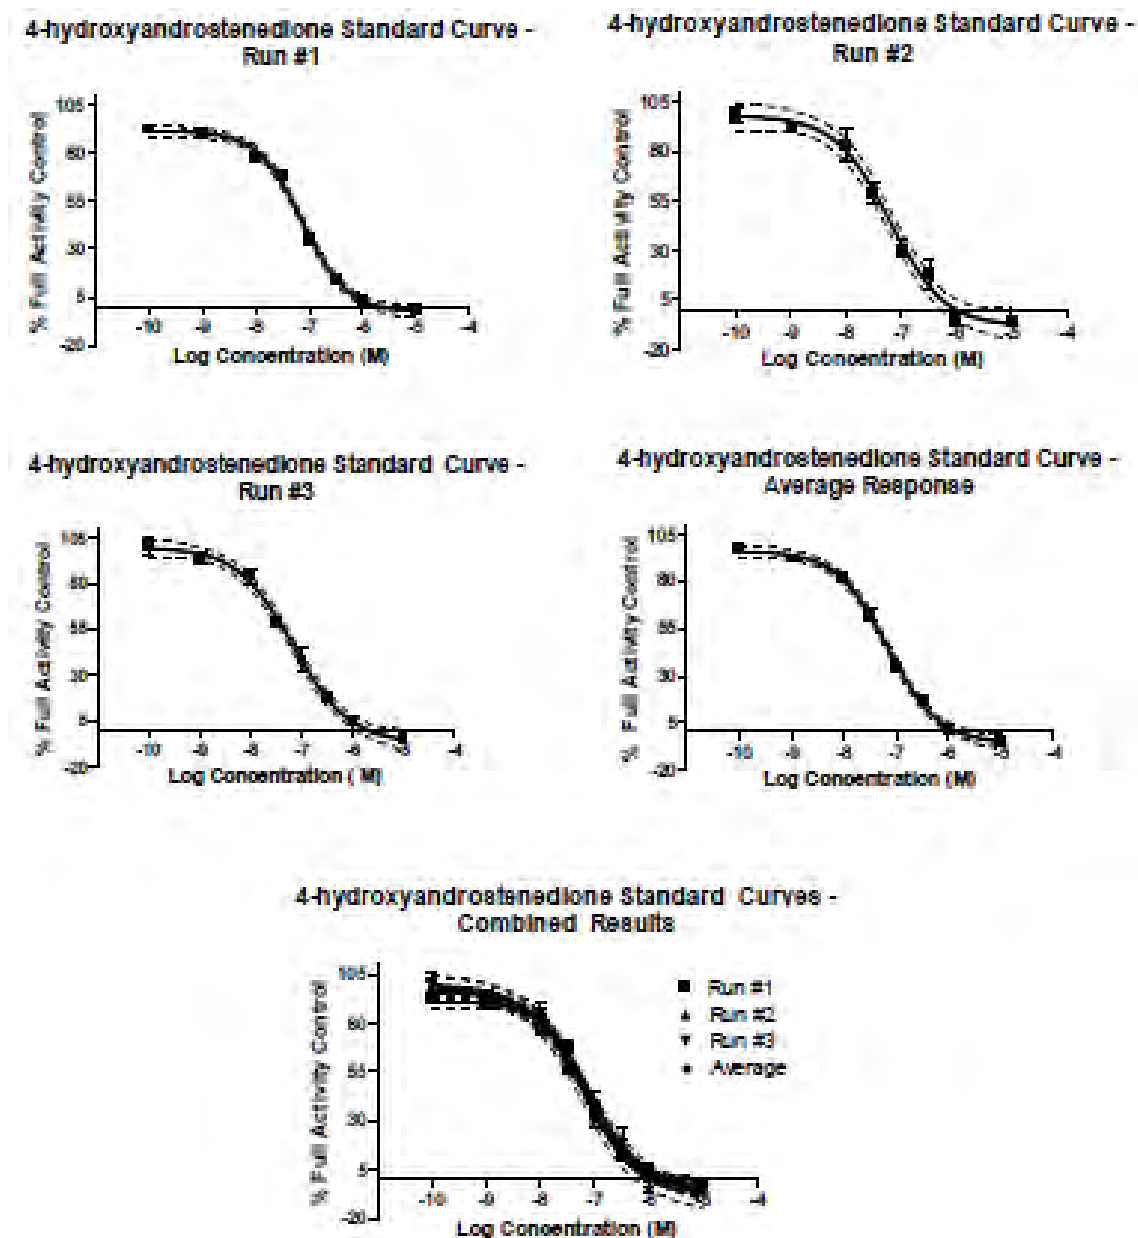 4-hydroxyandrostenedione Standard Curve -
Run #1
105
80
55
30
5
-20
% Full Activity Control
-10 -9 -8 -7 -6 -5 -4
Log Concentration (M)
4-hydroxyandrostenedione Standard Curve -
Run #2
105
80
55
30
5
-20
% Full Activity Control
-10 -9 -8 -7 -6 -5 -4
Log Concentration (M)
4-hydroxyandrostenedione Standard Curve -
Run #3
105
80
55
30
5
-20
% Full Activity Control
-10 -9 -8 -7 -6 -5 -4
Log Concentration ( M)
4-hydroxyandrostenedione Standard Curve -
Average Response
105
80
55
30
5
-20
% Full Activity Control
-10 -9 -8 -7 -6 -5 -4
Log Concentration (M)
4-hydroxyandrostenedione Standard Curves -
Combined Results
105
80
55
30
5
-20
% Full Activity Control
-10 -9 -8 -7 -6 -5 -4
Log Concentration (M)
Run #1
Run #2
Run #3
Average